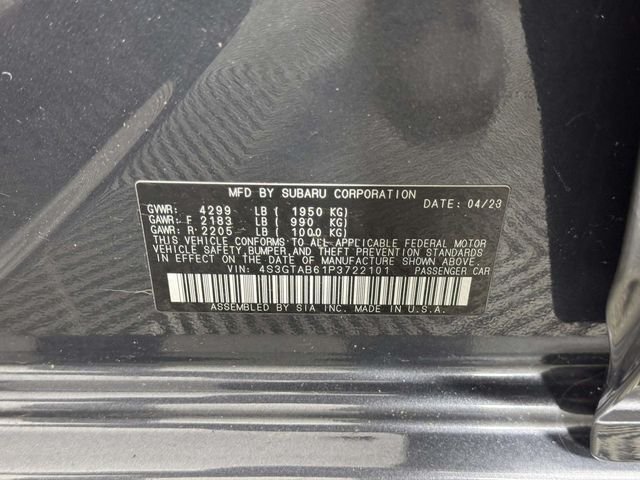 MFD BY SUBARU CORPORATION DATE: 04/23
GVWR: 4299 LB ( 1950 KG)
GAWR: F 2183 LB ( 990 KG)
GAWR: R 2205 LB ( 1000 KG)
THIS VEHICLE CONFORMS TO ALL APPLICABLE FEDERAL MOTOR
VEHICLE SAFETY, BUMPER, AND THEFT PREVENTION STANDARDS
IN EFFECT ON THE DATE OF MANUFACTURE SHOWN ABOVE.
VIN: 4S3GTAB61P3722101 PASSENGER CAR
ASSEMBLED BY SIA INC. MADE IN U.S.A.